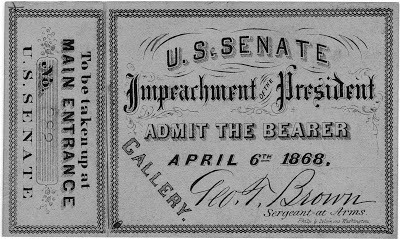 To be taken up at
MAIN ENTRANCE
No.
U.S. SENATE
U.S. SENATE
Impeachment OF THE President
ADMIT THE BEARER
GALLERY.
APRIL 6TH 1868,
Geo. T. Brown
Sergeant-at-Arms.